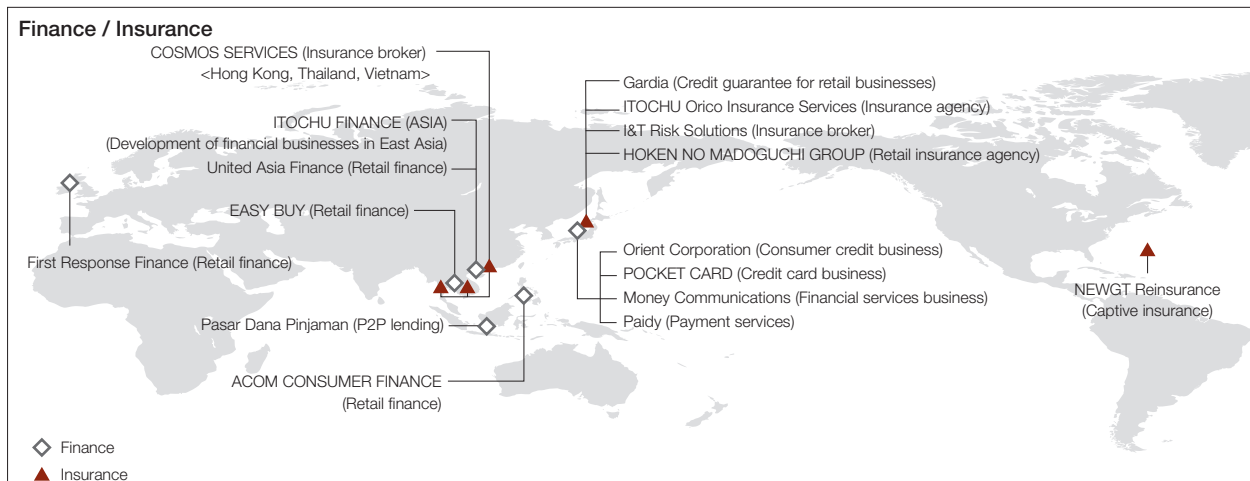 Finance / Insurance
COSMOS SERVICES (Insurance broker)
<Hong Kong, Thailand, Vietnam>
ITOCHU FINANCE (ASIA)
(Development of financial businesses in East Asia)
United Asia Finance (Retail finance)
EASY BUY (Retail finance)
First Response Finance (Retail finance)
Pasar Dana Pinjaman (P2P lending)
ACOM CONSUMER FINANCE
(Retail finance)
Gardia (Credit guarantee for retail businesses)
ITOCHU Orico Insurance Services (Insurance agency)
I&T Risk Solutions (Insurance broker)
HOKEN NO MADOGUCHI GROUP (Retail insurance agency)
Orient Corporation (Consumer credit business)
POCKET CARD (Credit card business)
Money Communications (Financial services business)
Paidy (Payment services)
NEWGT Reinsurance
(Captive insurance)
Finance
Insurance